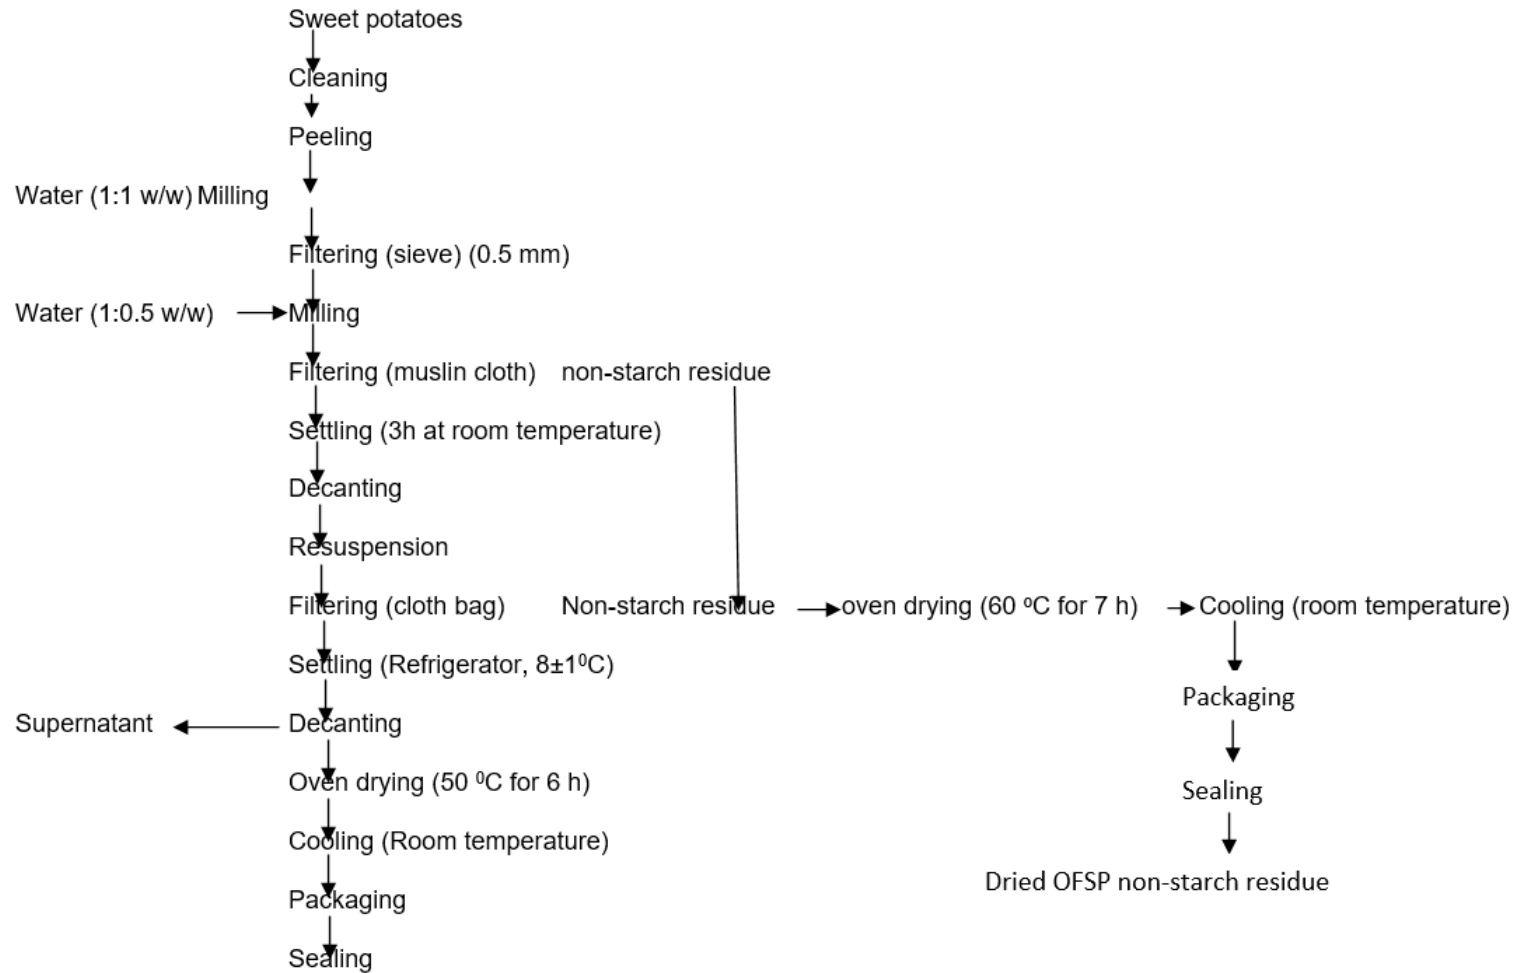 Sweet potatoes
Cleaning
Peeling
Water (1:1 w/w) Milling
Filtering (sieve) (0.5 mm)
Water (1:0.5 w/w) Milling
Filtering (muslin cloth) non-starch residue
Settling (3h at room temperature)
Decanting
Resuspension
Filtering (cloth bag) Non-starch residue oven drying (60 ºC for 7 h) Cooling (room temperature)
Settling (Refrigerator, 8±1⁰C)
Packaging
Supernatant Decanting
Oven drying (50 ⁰C for 6 h)
Sealing
Cooling (Room temperature)
Dried OFSP non-starch residue
Packaging
Sealing